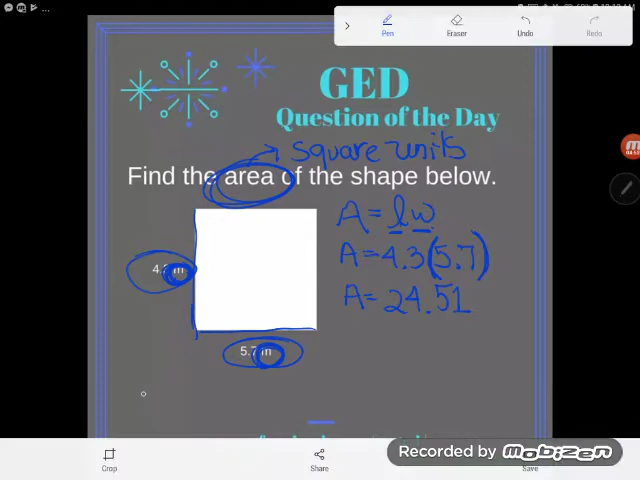 Pen
Eraser
Undo
Redo
GED
Question of the Day
square units
Find the area of the shape below.
A = lw
A = 4.3(5.7)
A = 24.51
5.7 m
Crop
Share
Save
Recorded by Mobizen